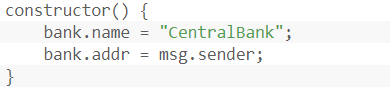 constructor() {
    bank.name = "CentralBank";
    bank.addr = msg.sender;
}